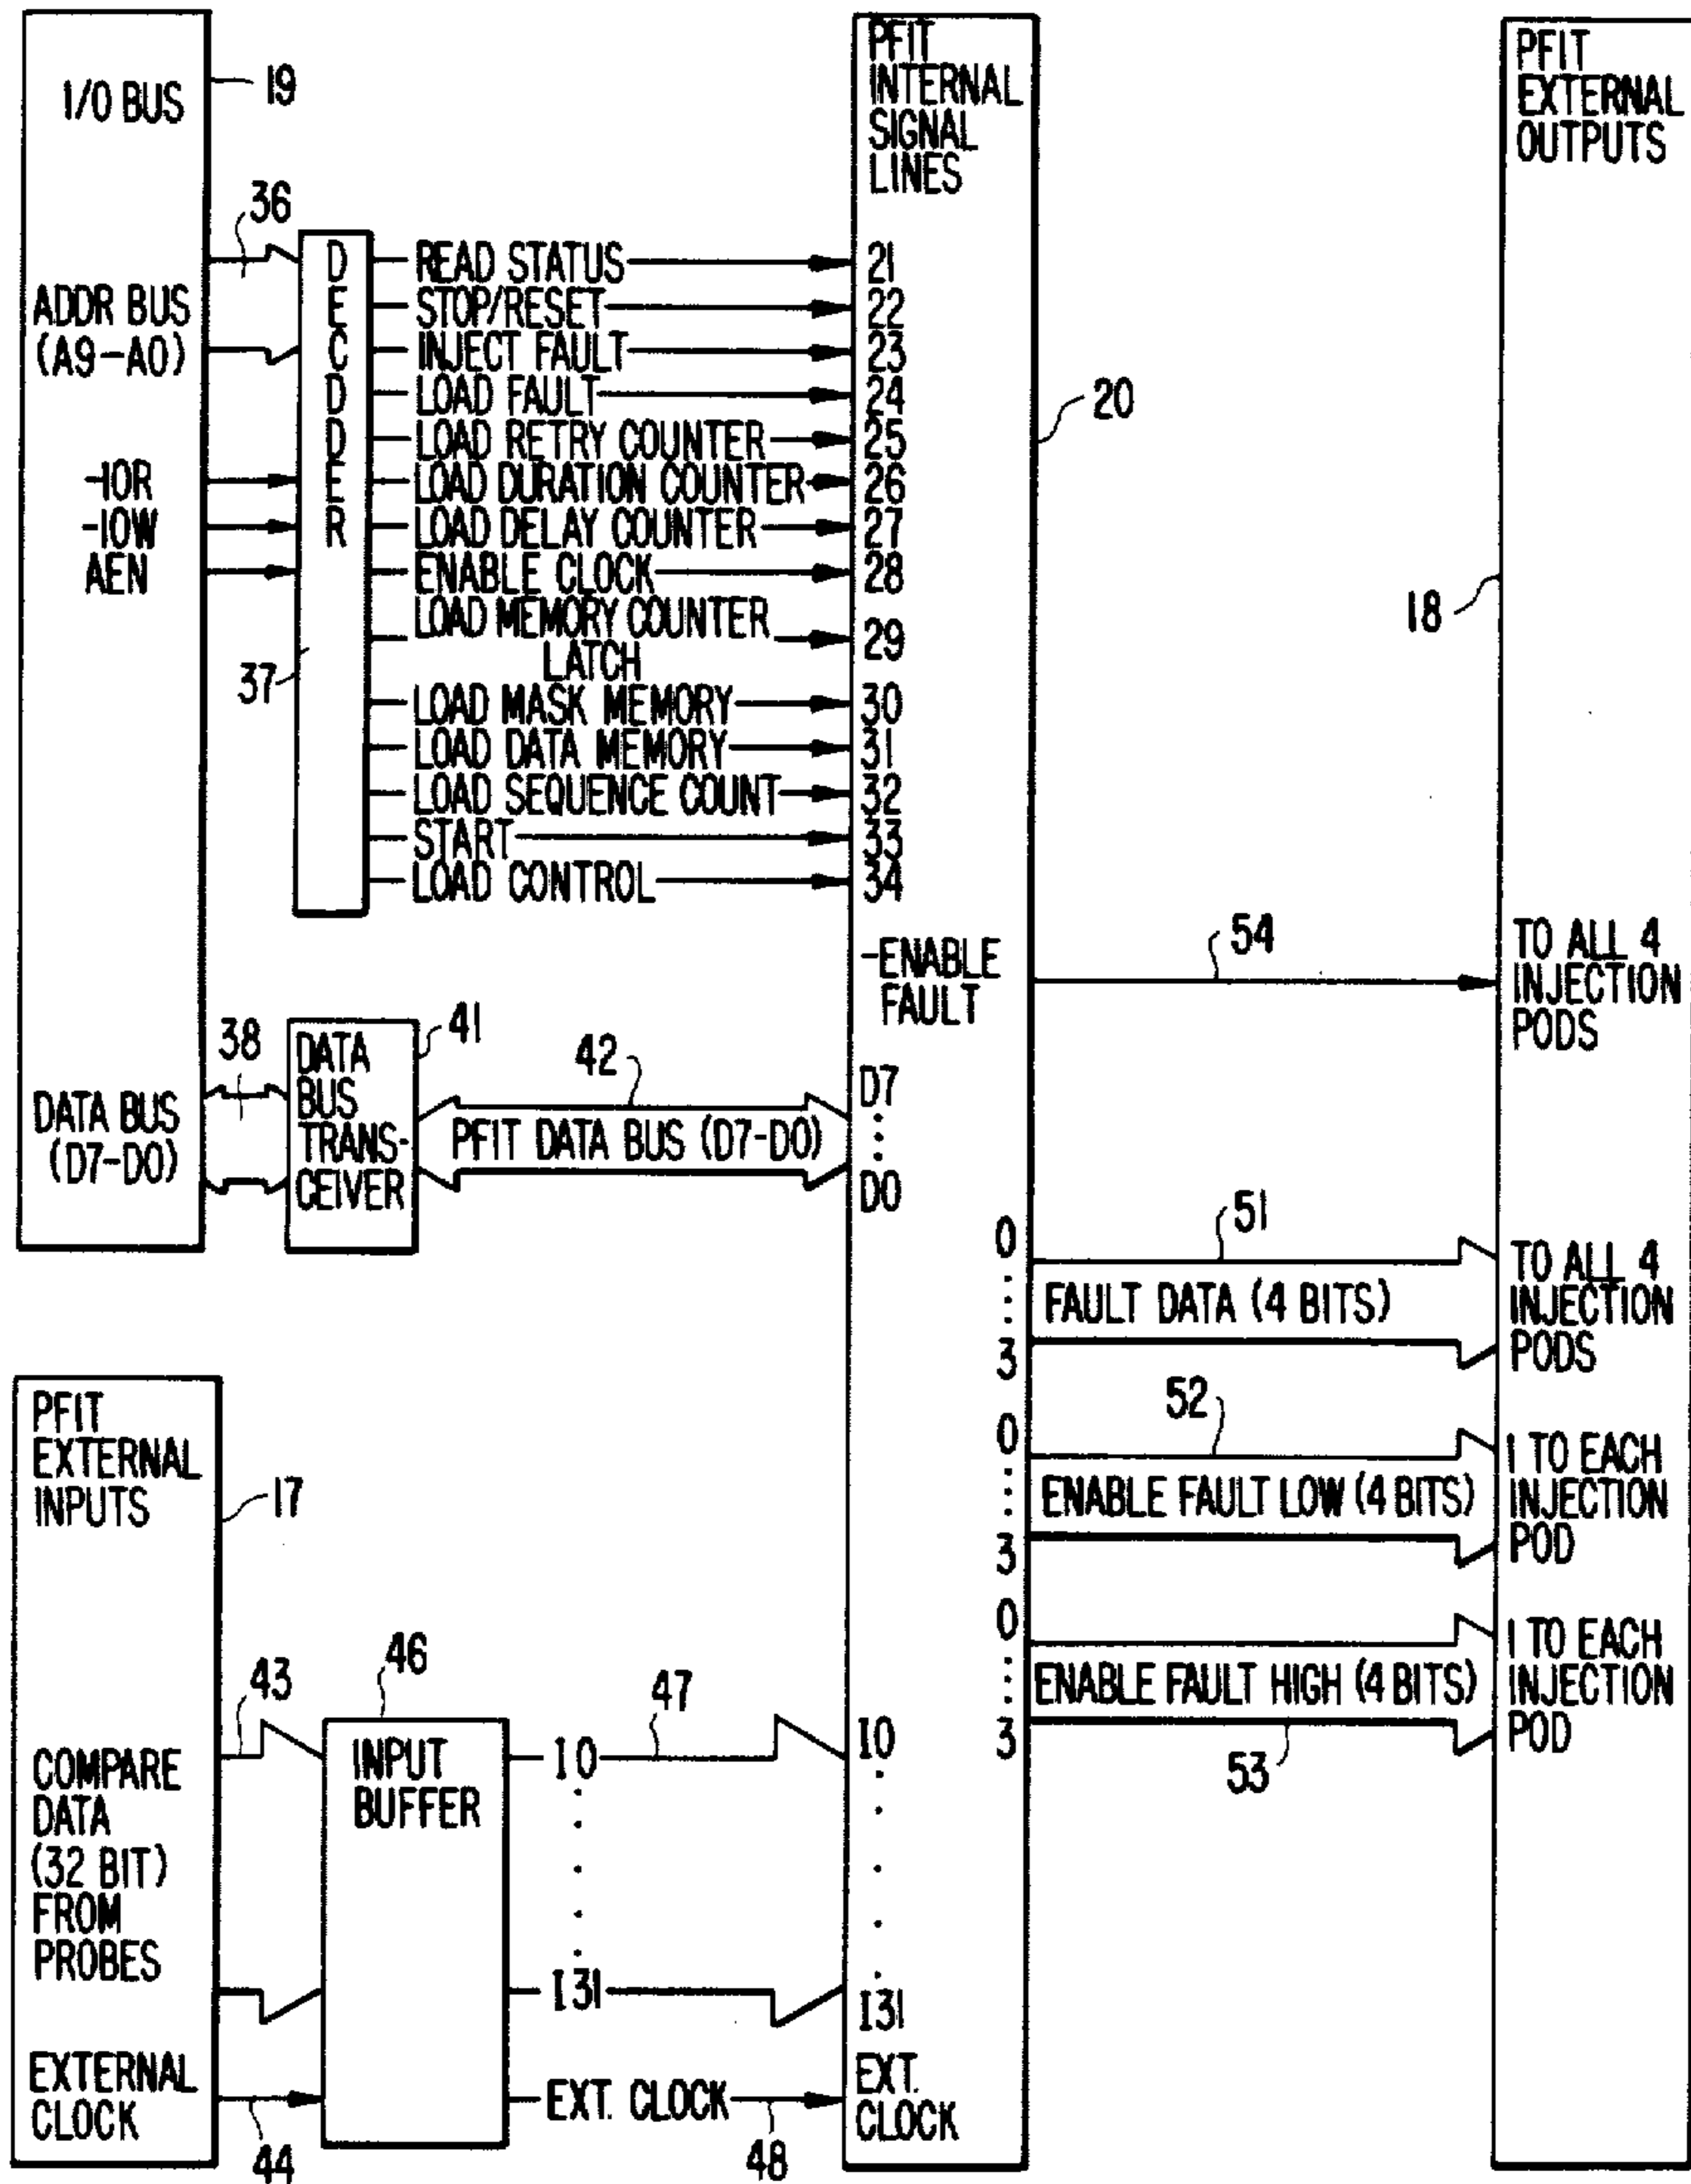 I/O BUS
19
36
ADDR BUS
(A9-A0)
-IOR
-IOW
AEN
DECODER
37
READ STATUS
STOP/RESET
INJECT FAULT
LOAD FAULT
LOAD RETRY COUNTER
LOAD DURATION COUNTER
LOAD DELAY COUNTER
ENABLE CLOCK
LOAD MEMORY COUNTER
LATCH
LOAD MASK MEMORY
LOAD DATA MEMORY
LOAD SEQUENCE COUNT
START
LOAD CONTROL
38
DATA BUS
(D7-D0)
41
DATA
BUS
TRANS-
CEIVER
42
PFIT DATA BUS (D7-D0)
PFIT
INTERNAL
SIGNAL
LINES
20
21
22
23
24
25
26
27
28
29
30
31
32
33
34
-ENABLE
FAULT
D7
D0
54
0
3
51
FAULT DATA (4 BITS)
0
3
52
ENABLE FAULT LOW (4 BITS)
0
3
ENABLE FAULT HIGH (4 BITS)
53
PFIT
EXTERNAL
OUTPUTS
18
TO ALL 4
INJECTION
PODS
TO ALL 4
INJECTION
PODS
1 TO EACH
INJECTION
POD
1 TO EACH
INJECTION
POD
PFIT
EXTERNAL
INPUTS
17
43
COMPARE
DATA
(32 BIT)
FROM
PROBES
EXTERNAL
CLOCK
44
46
INPUT
BUFFER
I0
47
I31
EXT. CLOCK
48
I0
I31
EXT.
CLOCK